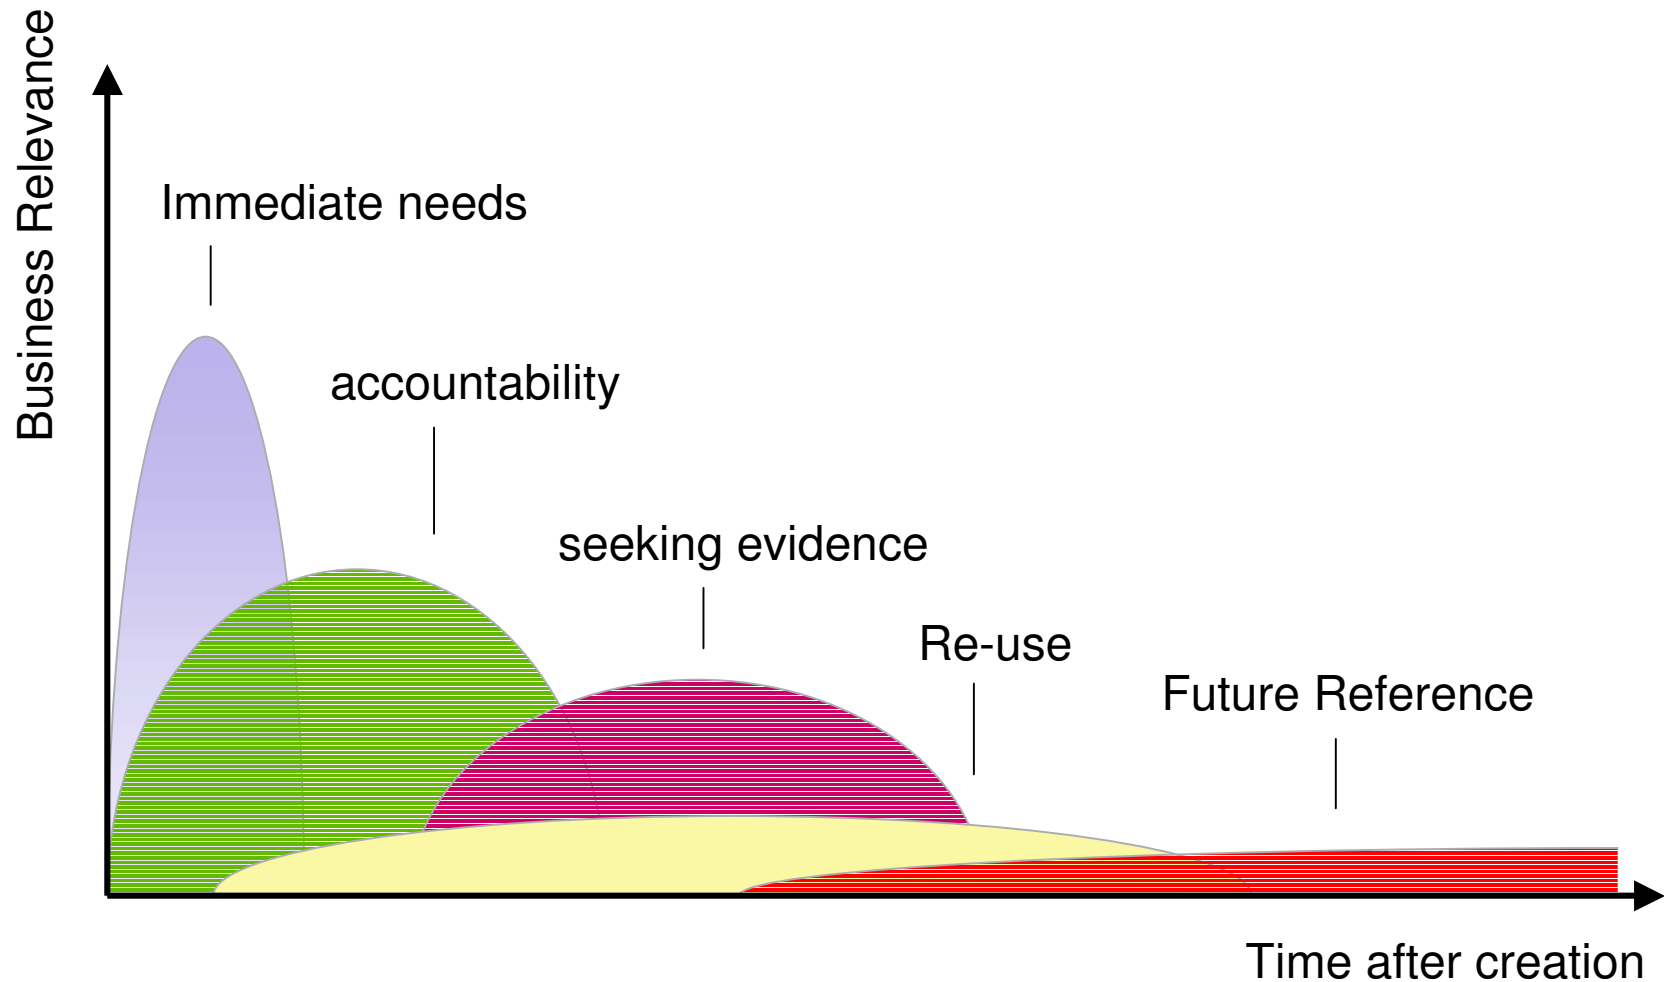 Business Relevance
Immediate needs
accountability
seeking evidence
Re-use
Future Reference
Time after creation